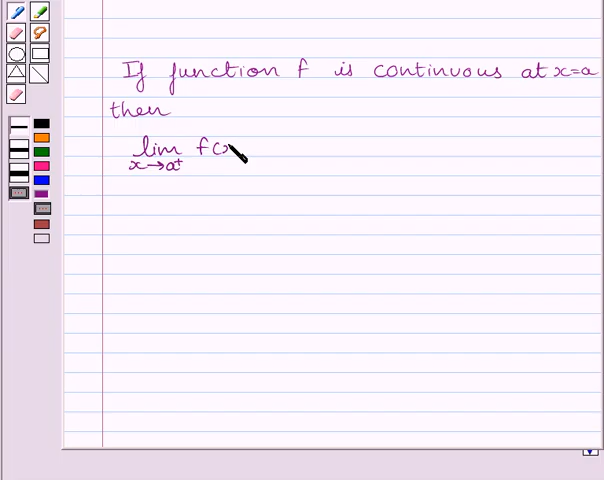 If function f is continuous at x=a
then
lim f(x
x→a⁺